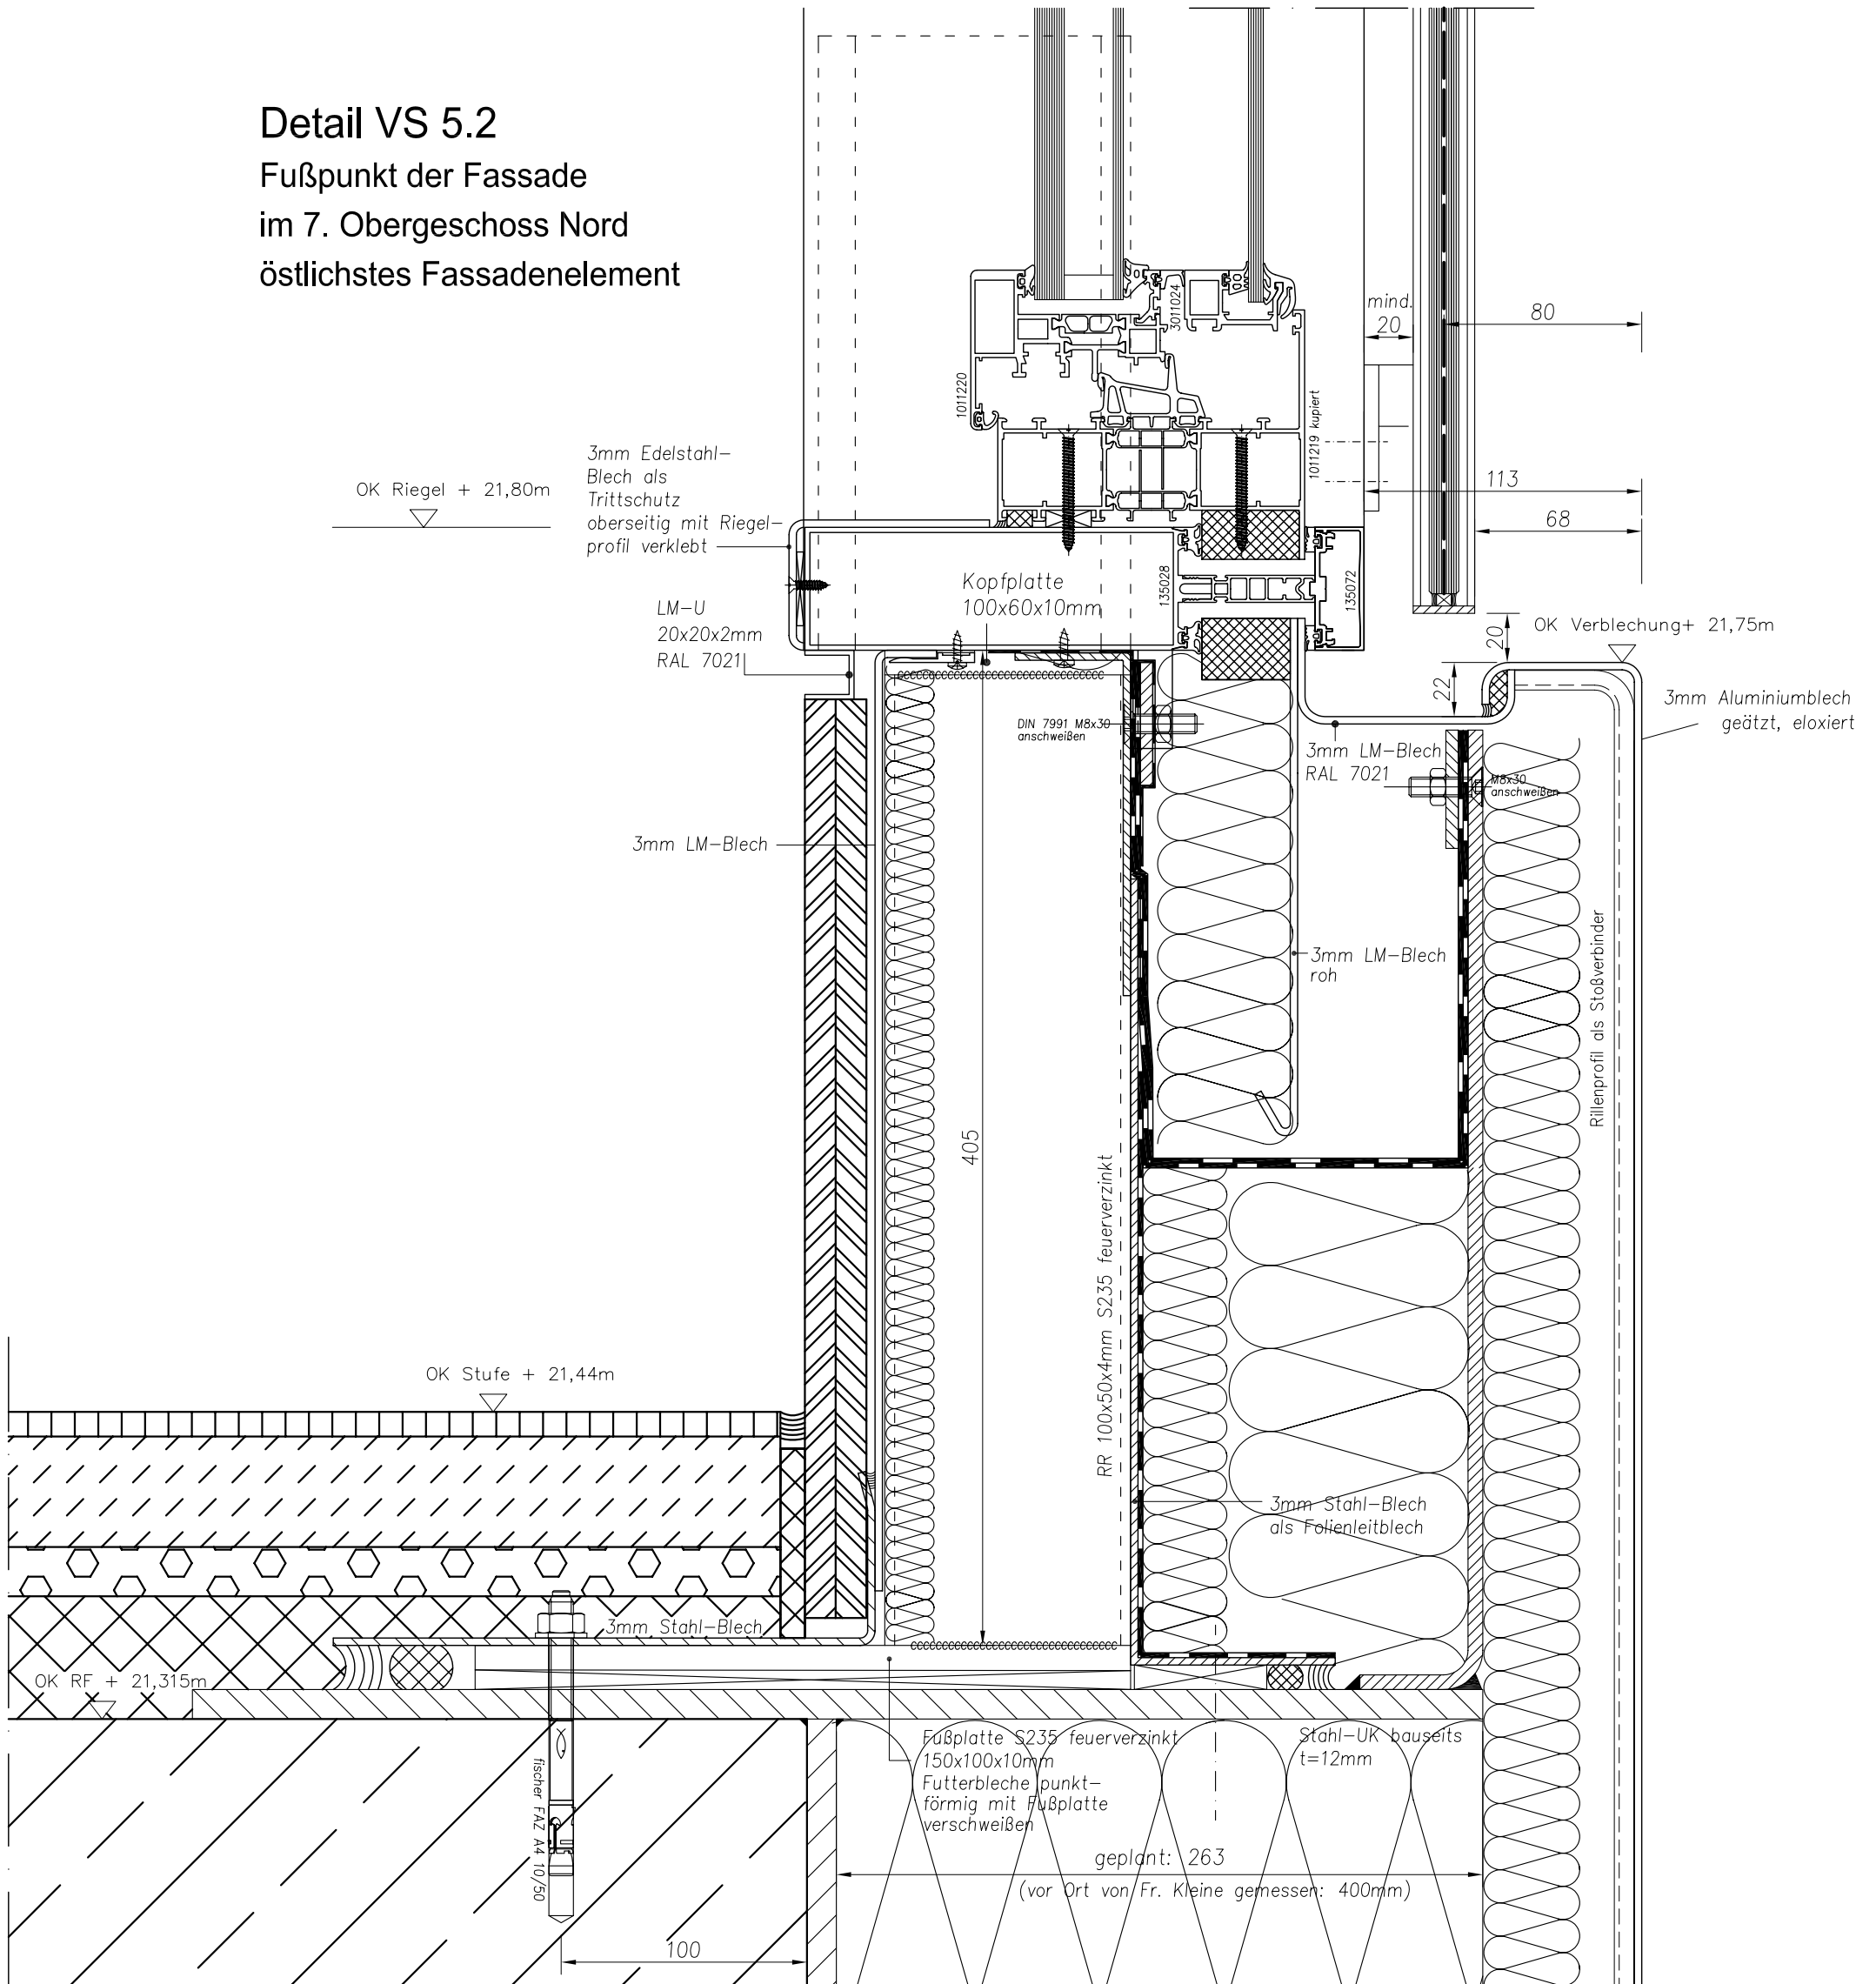 Detail VS 5.2
Fußpunkt der Fassade
im 7. Obergeschoss Nord
östlichstes Fassadenelement
mind.
20
80
3011024
1011220
1011219 kupiert
113
68
3mm Edelstahl-
Blech als
Trittschutz
oberseitig mit Riegel-
profil verklebt
OK Riegel + 21,80m
Kopfplatte
100x60x10mm
135028
135072
LM-U
20x20x2mm
RAL 7021
20
OK Verblechung+ 21,75m
22
3mm Aluminiumblech
geätzt, eloxiert
DIN 7991 M8x30
anschweißen
3mm LM-Blech
RAL 7021
M8x30
anschweißen
3mm LM-Blech
3mm LM-Blech
roh
Rillenprofil als Stoßverbinder
405
RR 100x50x4mm S235 feuerverzinkt
OK Stufe + 21,44m
3mm Stahl-Blech
als Folienleitblech
3mm Stahl-Blech
OK RF + 21,315m
Fußplatte S235 feuerverzinkt
150x100x10mm
Futterbleche punkt-
förmig mit Fußplatte
verschweißen
Stahl-UK bauseits
t=12mm
fischer FAZ A4 10/50
geplant: 263
(vor Ort von Fr. Kleine gemessen: 400mm)
100